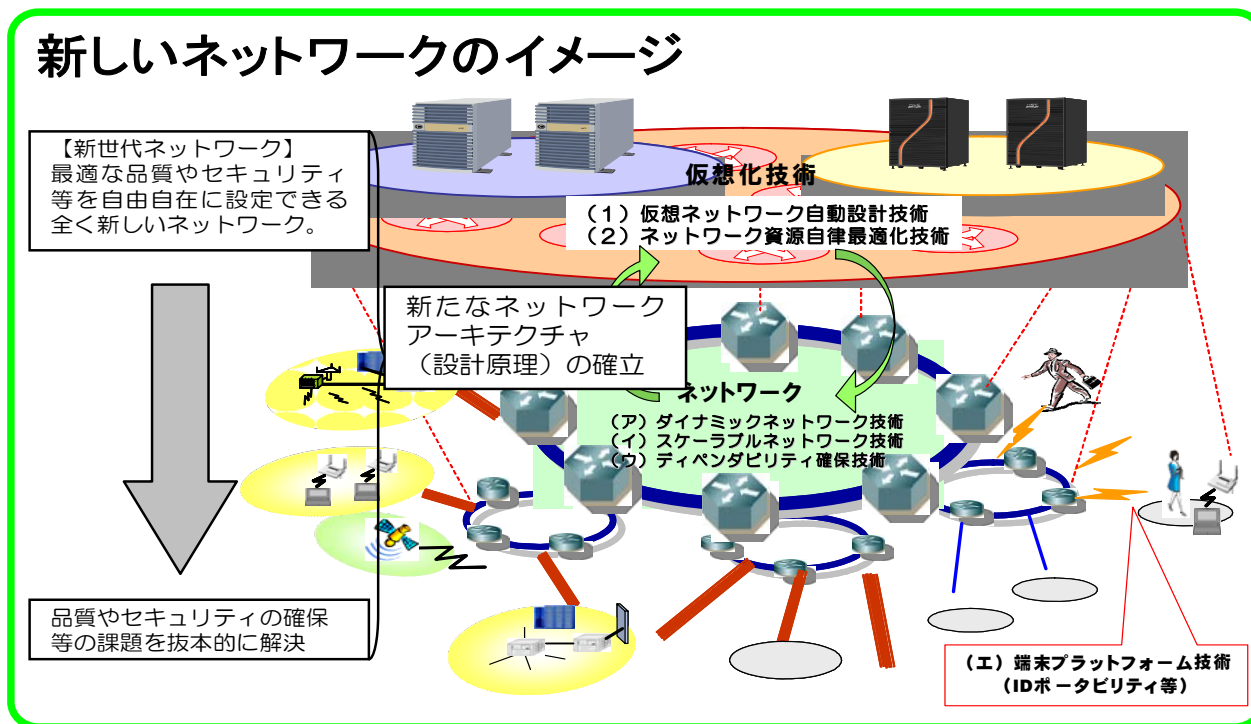 新しいネットワークのイメージ
【新世代ネットワーク】
最適な品質やセキュリティ
等を自由自在に設定できる
全く新しいネットワーク。
仮想化技術
（１）仮想ネットワーク自動設計技術
（２）ネットワーク資源自律最適化技術
新たなネットワーク
アーキテクチャ
（設計原理）の確立
ネットワーク
（ア）ダイナミックネットワーク技術
（イ）スケーラブルネットワーク技術
（ウ）ディペンダビリティ確保技術
品質やセキュリティの確保
等の課題を抜本的に解決
（エ）端末プラットフォーム技術
（IDポータビリティ等）